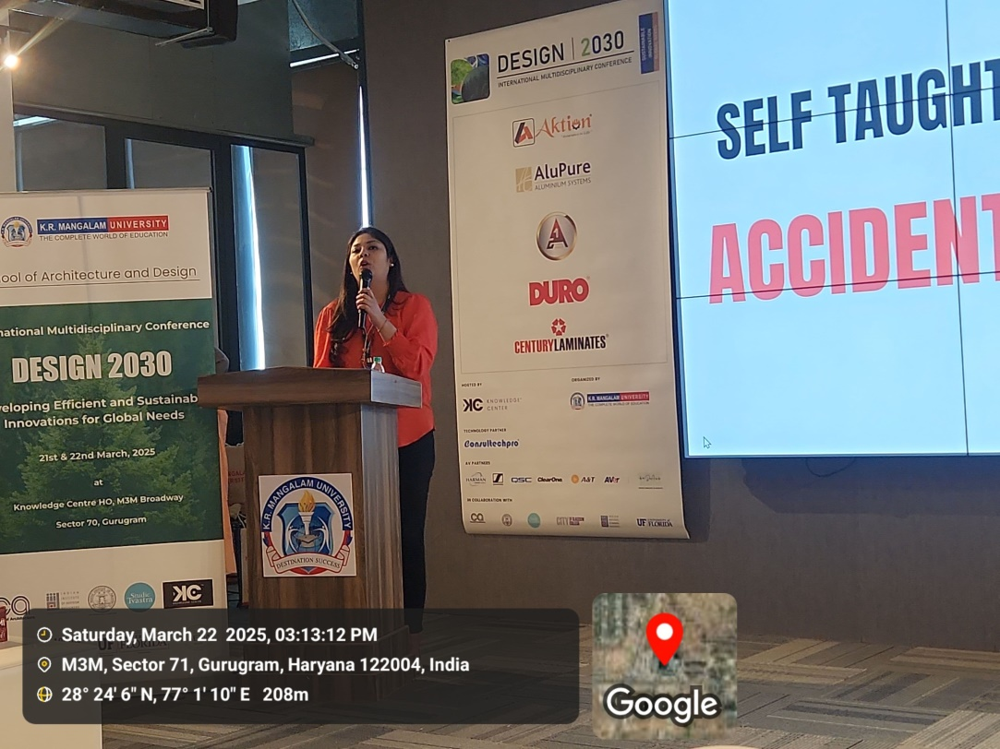 K.R. MANGALAM UNIVERSITY
THE COMPLETE WORLD OF EDUCATION
ool of Architecture and Design
national Multidisciplinary Conference
DESIGN 2030
veloping Efficient and Sustainab
Innovations for Global Needs
21st & 22nd March, 2025
at
Knowledge Centre HO, M3M Broadway
Sector 70, Gurugram
Studio
Tvastra
KC
K.R. MANGALAM UNIVERSITY
DESTINATION SUCCESS
DESIGN | 2030
INTERNATIONAL MULTIDISCIPLINARY CONFERENCE
SUSTAINABLE
INNOVATION
Aktion
AluPure
ALUMINIUM SYSTEMS
A
DURO
CENTURYLAMINATES
HOSTED BY
ORGANIZED BY
KC KNOWLEDGE
CENTER
K.R. MANGALAM UNIVERSITY
THE COMPLETE WORLD OF EDUCATION
TECHNOLOGY PARTNER
Consultechpro
AV PARTNERS
HARMAN
QSC
ClearOne
A&T
AVer
IN COLLABORATION WITH
UF FLORIDA
SELF TAUGHT
ACCIDENT
Saturday, March 22 2025, 03:13:12 PM
M3M, Sector 71, Gurugram, Haryana 122004, India
28° 24' 6" N, 77° 1' 10" E 208m
Google